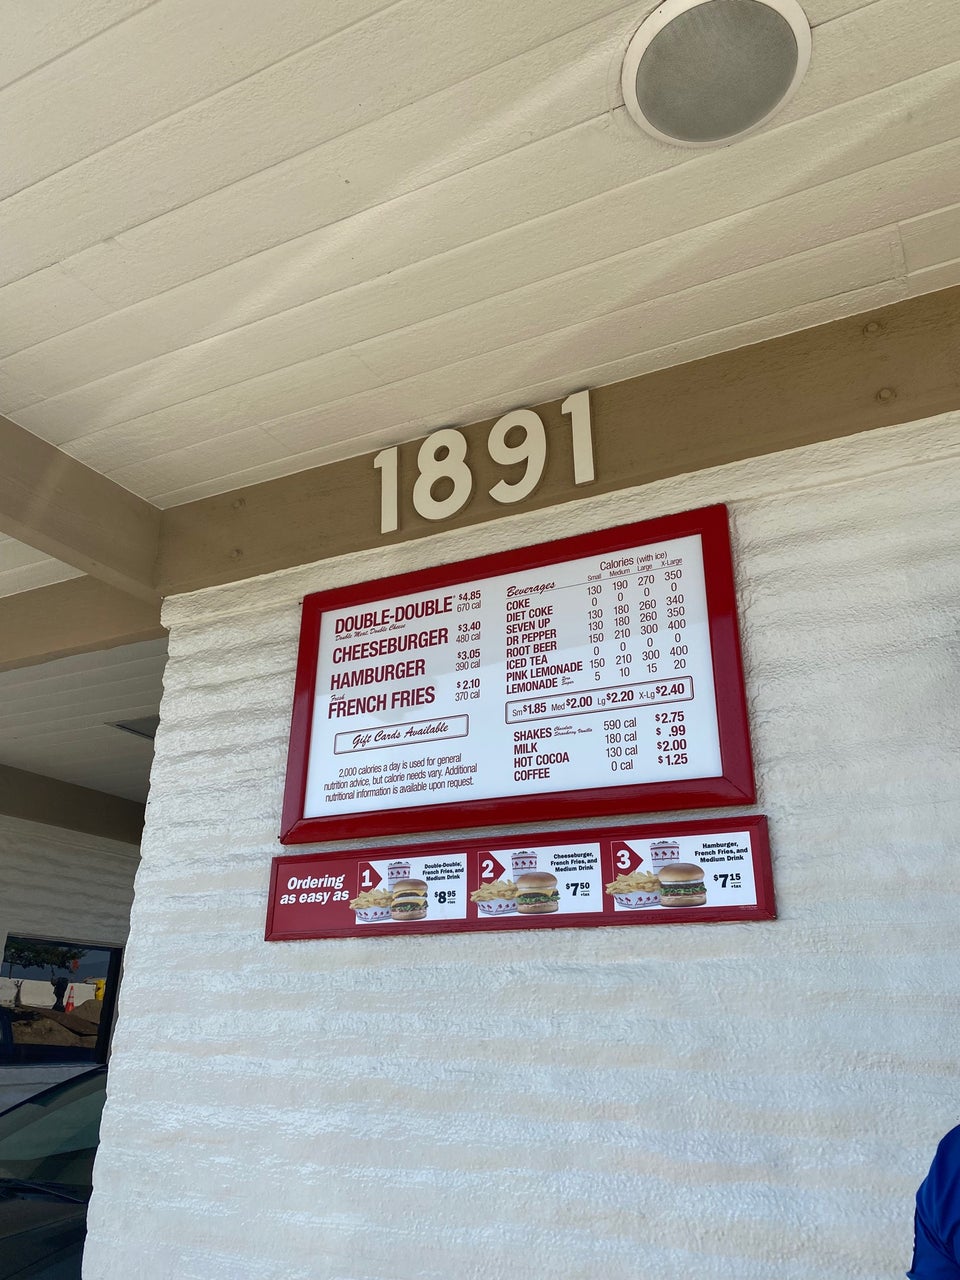 1891
DOUBLE-DOUBLE® $4.85
Double Meat. Double Cheese 670 cal
CHEESEBURGER $3.40
480 cal
HAMBURGER $3.05
390 cal
Fresh
FRENCH FRIES $2.10
370 cal
Gift Cards Available
2,000 calories a day is used for general
nutrition advice, but calorie needs vary. Additional
nutritional information is available upon request.
Calories (with ice)
Beverages Small Medium Large X-Large
COKE 130 190 270 350
DIET COKE 0 0 0 0
SEVEN UP 130 180 260 340
DR PEPPER 130 180 260 350
ROOT BEER 150 210 300 400
ICED TEA 0 0 0 0
PINK LEMONADE 150 210 300 400
LEMONADE Zero Sugar 5 10 15 20
Sm $1.85 Med $2.00 Lg $2.20 X-Lg $2.40
SHAKES Chocolate Strawberry Vanilla 590 cal $2.75
MILK 180 cal $.99
HOT COCOA 130 cal $2.00
COFFEE 0 cal $1.25
Ordering
as easy as
1
Double-Double,
French Fries, and
Medium Drink
$8.95
+tax
2
Cheeseburger,
French Fries, and
Medium Drink
$7.50
+tax
3
Hamburger,
French Fries, and
Medium Drink
$7.15
+tax